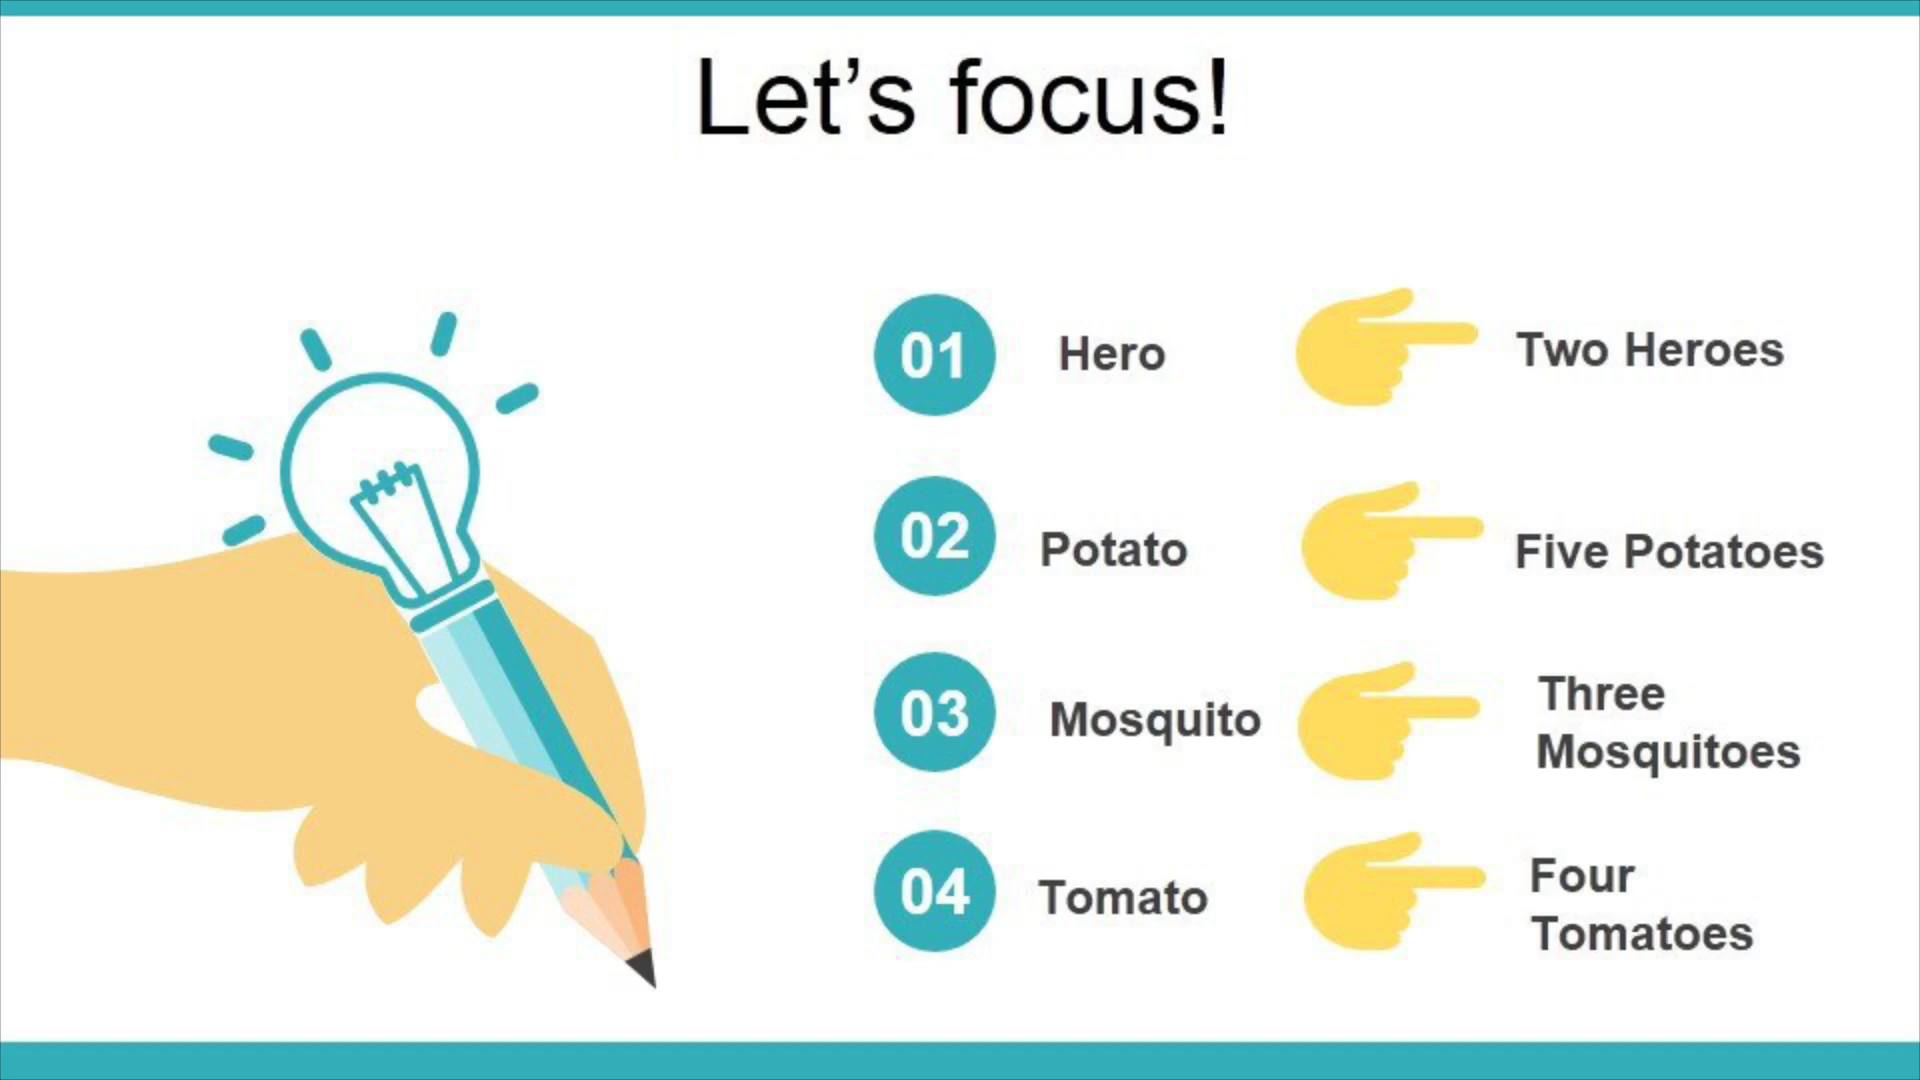 Let’s focus!
01 Hero Two Heroes
02 Potato Five Potatoes
03 Mosquito Three
Mosquitoes
04 Tomato Four
Tomatoes